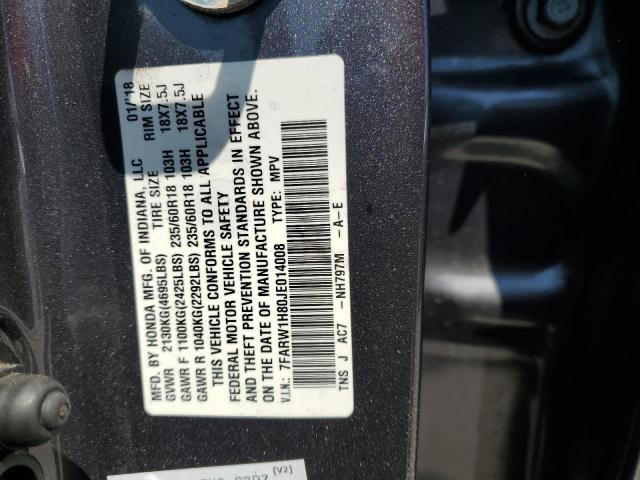 MFD. BY HONDA MFG. OF INDIANA, LLC 01/'18
GVWR 2130KG(4695LBS) TIRE SIZE RIM SIZE
GAWR F 1100KG(2425LBS) 235/60R18 103H 18X7.5J
GAWR R 1040KG(2292LBS) 235/60R18 103H 18X7.5J
THIS VEHICLE CONFORMS TO ALL APPLICABLE
FEDERAL MOTOR VEHICLE SAFETY
AND THEFT PREVENTION STANDARDS IN EFFECT
ON THE DATE OF MANUFACTURE SHOWN ABOVE.
V.I.N.: 7FARW1H80JE014008 TYPE: MPV
TNS J AC7 -NH797M -A-E
[V2]